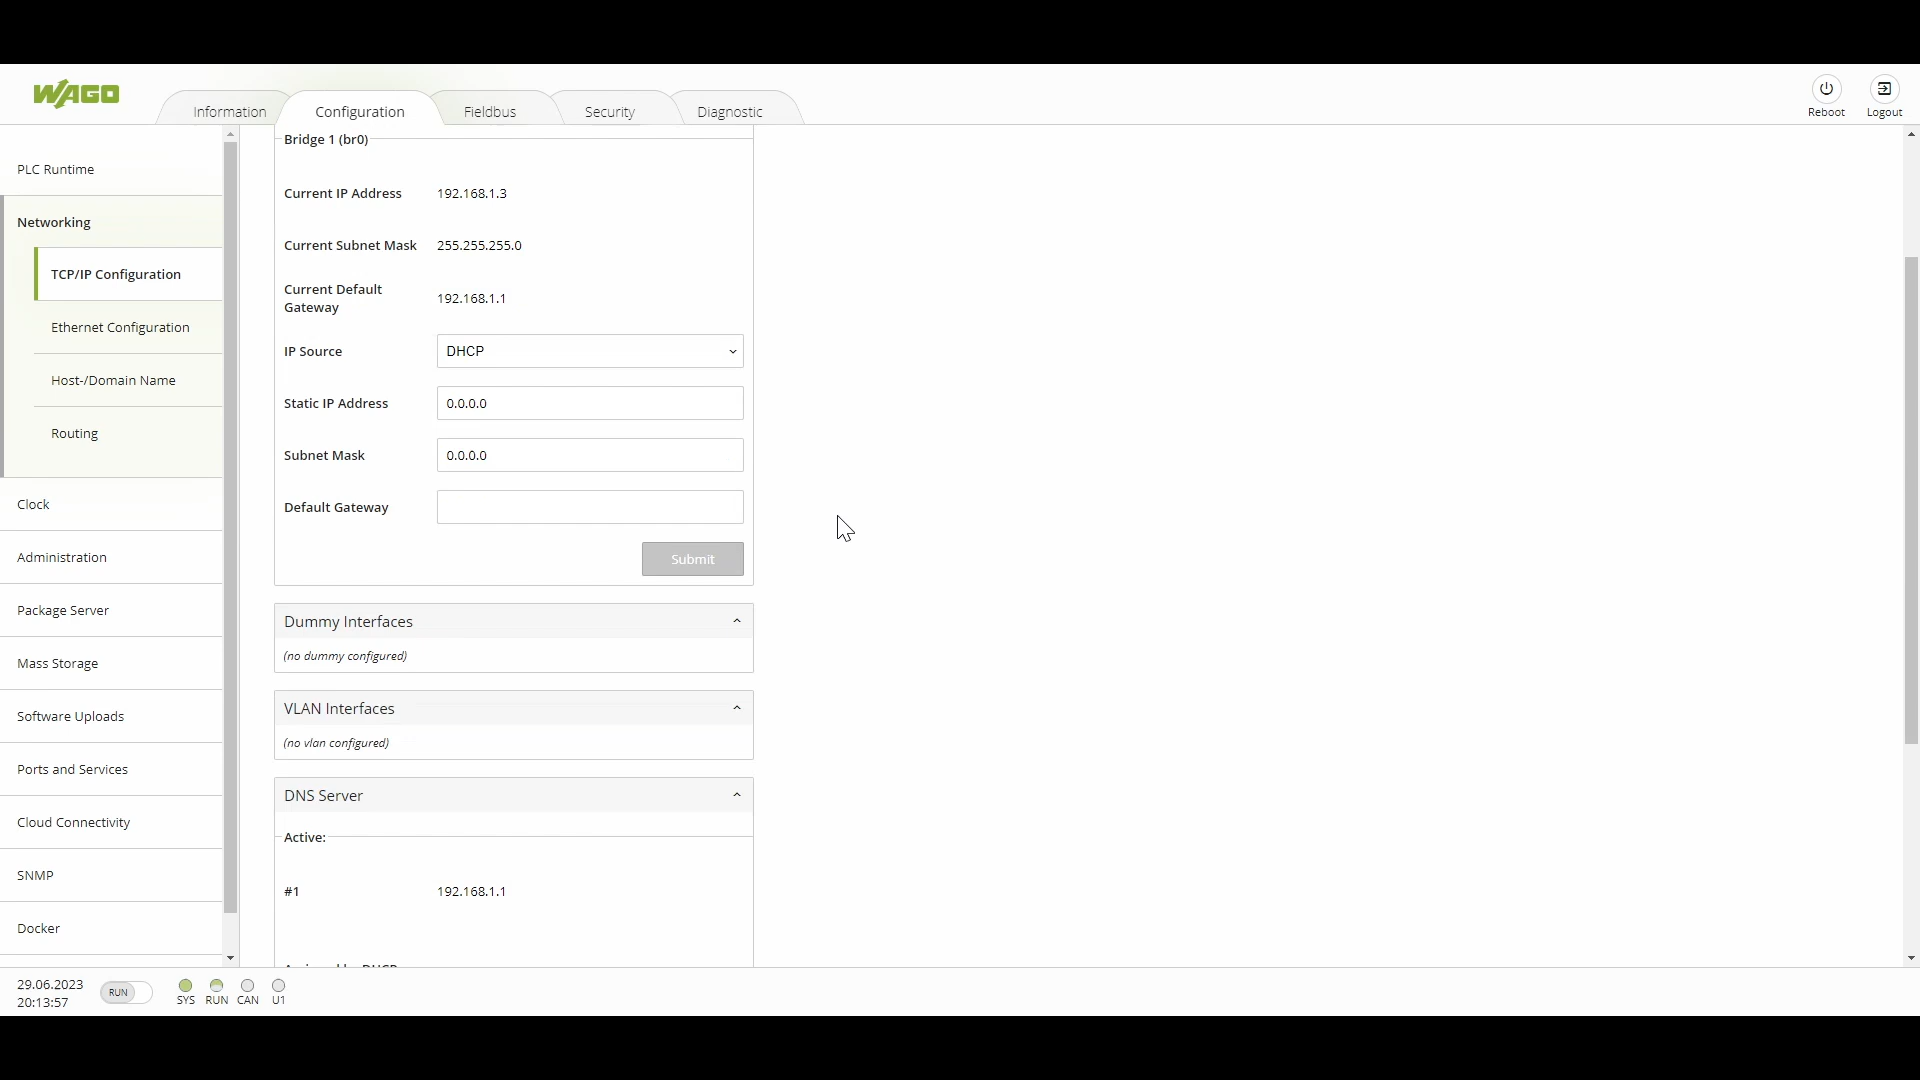 WAGO
Information
Configuration
Fieldbus
Security
Diagnostic
Reboot
Logout
PLC Runtime
Networking
TCP/IP Configuration
Ethernet Configuration
Host-/Domain Name
Routing
Clock
Administration
Package Server
Mass Storage
Software Uploads
Ports and Services
Cloud Connectivity
SNMP
Docker
Bridge 1 (br0)
Current IP Address 192.168.1.3
Current Subnet Mask 255.255.255.0
Current Default
Gateway
192.168.1.1
IP Source DHCP
Static IP Address 0.0.0.0
Subnet Mask 0.0.0.0
Default Gateway
Submit
Dummy Interfaces
(no dummy configured)
VLAN Interfaces
(no vlan configured)
DNS Server
Active:
#1 192.168.1.1
29.06.2023
20:13:57
RUN
SYS RUN CAN U1